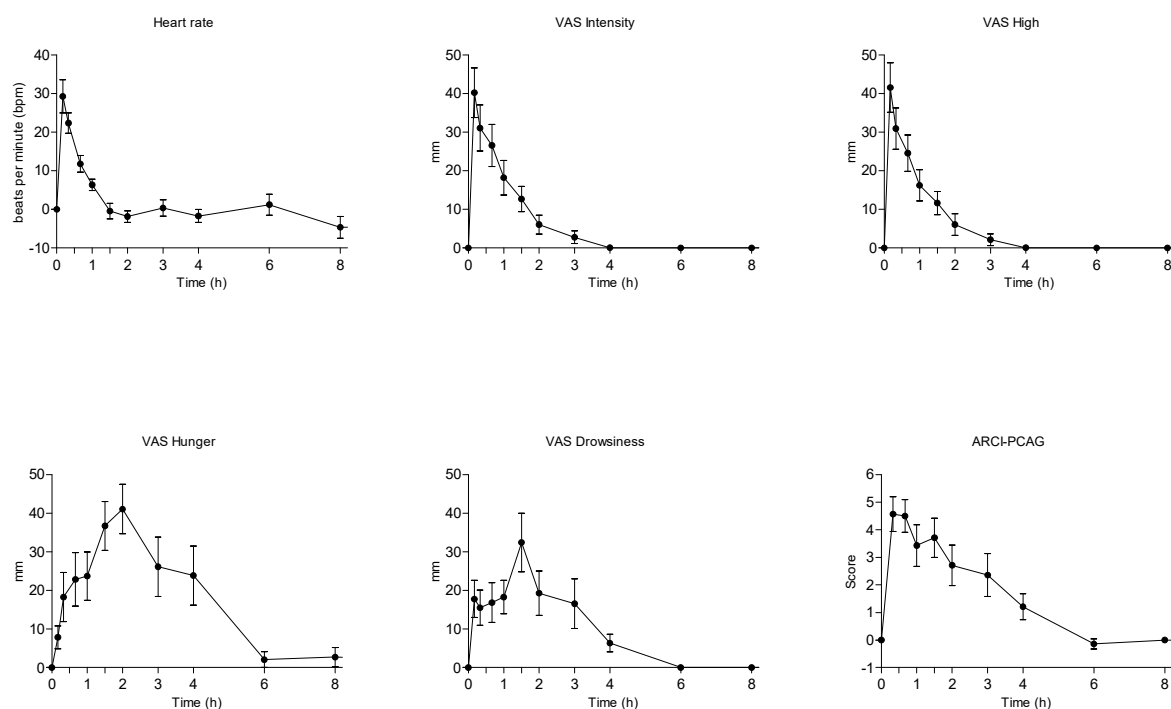 Heart rate
beats per minute (bpm)
40
30
20
10
0
-10
0 1 2 3 4 6 8
Time (h)
VAS Intensity
mm
50
40
30
20
10
0
0 1 2 3 4 6 8
Time (h)
VAS High
mm
50
40
30
20
10
0
0 1 2 3 4 6 8
Time (h)
VAS Hunger
mm
50
40
30
20
10
0
0 1 2 3 4 6 8
Time (h)
VAS Drowsiness
mm
50
40
30
20
10
0
0 1 2 3 4 6 8
Time (h)
ARCI-PCAG
Score
6
5
4
3
2
1
0
-1
0 1 2 3 4 6 8
Time (h)